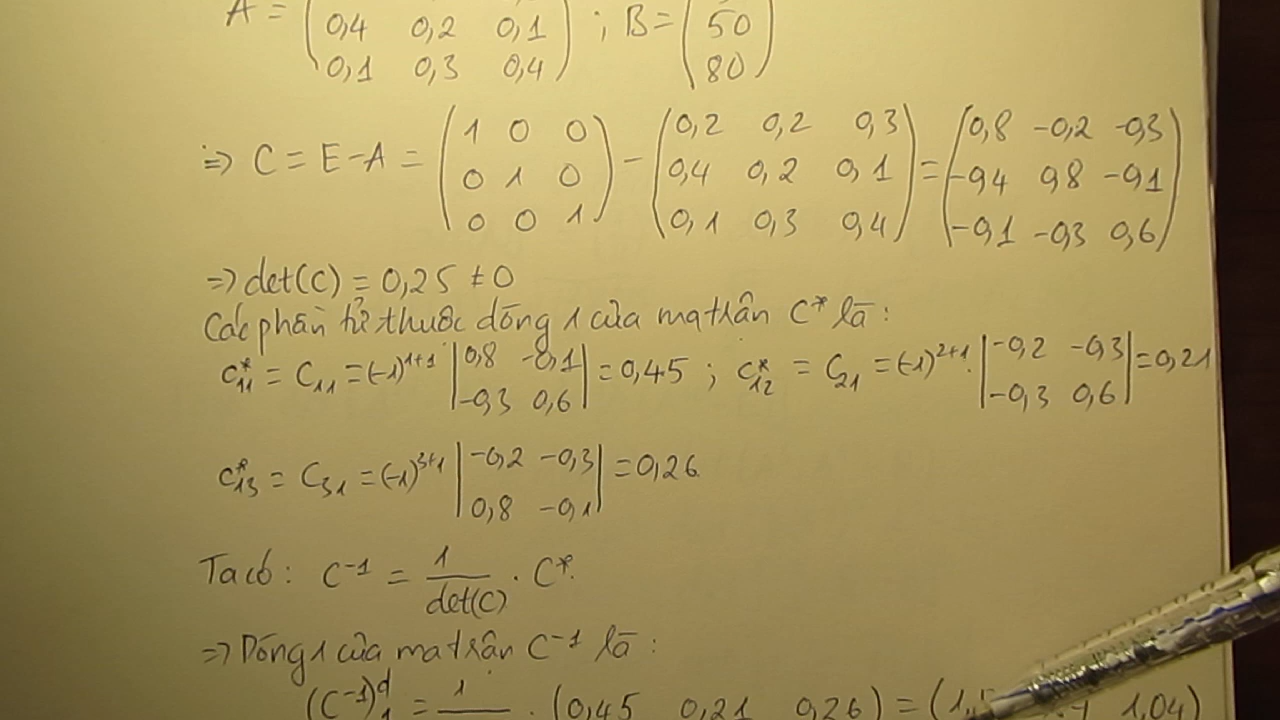 A = ( 0,4 0,2 0,1 ; 0,1 0,3 0,4 ) ; B = ( 50 ; 80 )
=> C = E - A = ( 1 0 0 ; 0 1 0 ; 0 0 1 ) - ( 0,2 0,2 0,3 ; 0,4 0,2 0,1 ; 0,1 0,3 0,4 ) = ( 0,8 -0,2 -0,3 ; -0,4 0,8 -0,1 ; -0,1 -0,3 0,6 )
=> det(C) = 0,25 ≠ 0
Các phần tử thuộc dòng 1 của ma trận C* là :
c*₁₁ = C₁₁ = (-1)¹⁺¹ | 0,8 -0,1 ; -0,3 0,6 | = 0,45 ; c*₁₂ = C₂₁ = (-1)²⁺¹ . | -0,2 -0,3 ; -0,3 0,6 | = 0,21
c*₁₃ = C₃₁ = (-1)³⁺¹ | -0,2 -0,3 ; 0,8 -0,1 | = 0,26
Ta có : C⁻¹ = 1/det(C) . C*.
=> Dòng 1 của ma trận C⁻¹ là :
(C⁻¹)ᵈ₁ = 1 . ( 0,45 0,21 0,26 ) = ( 1,04 )